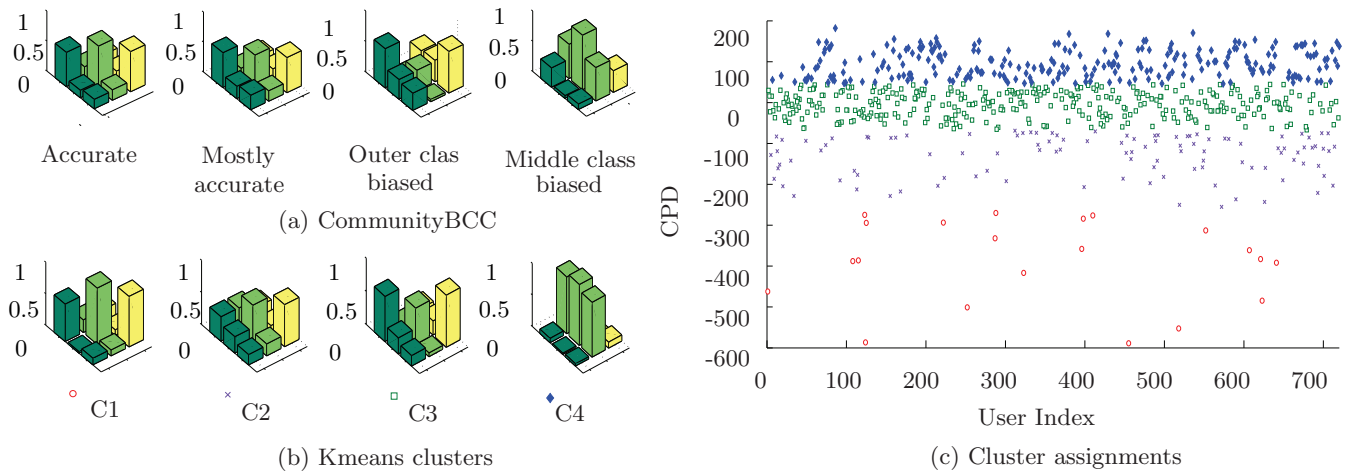 1
0.5
0
1
0.5
0
1
0.5
0
1
0.5
0
Accurate
Mostly
accurate
Outer clas
biased
Middle class
biased
(a) CommunityBCC
1
0.5
0
1
0.5
0
1
0.5
0
1
0.5
0
C1
C2
C3
C4
(b) Kmeans clusters
200
100
0
-100
-200
-300
-400
-500
-600
CPD
0 100 200 300 400 500 600 700
User Index
(c) Cluster assignments